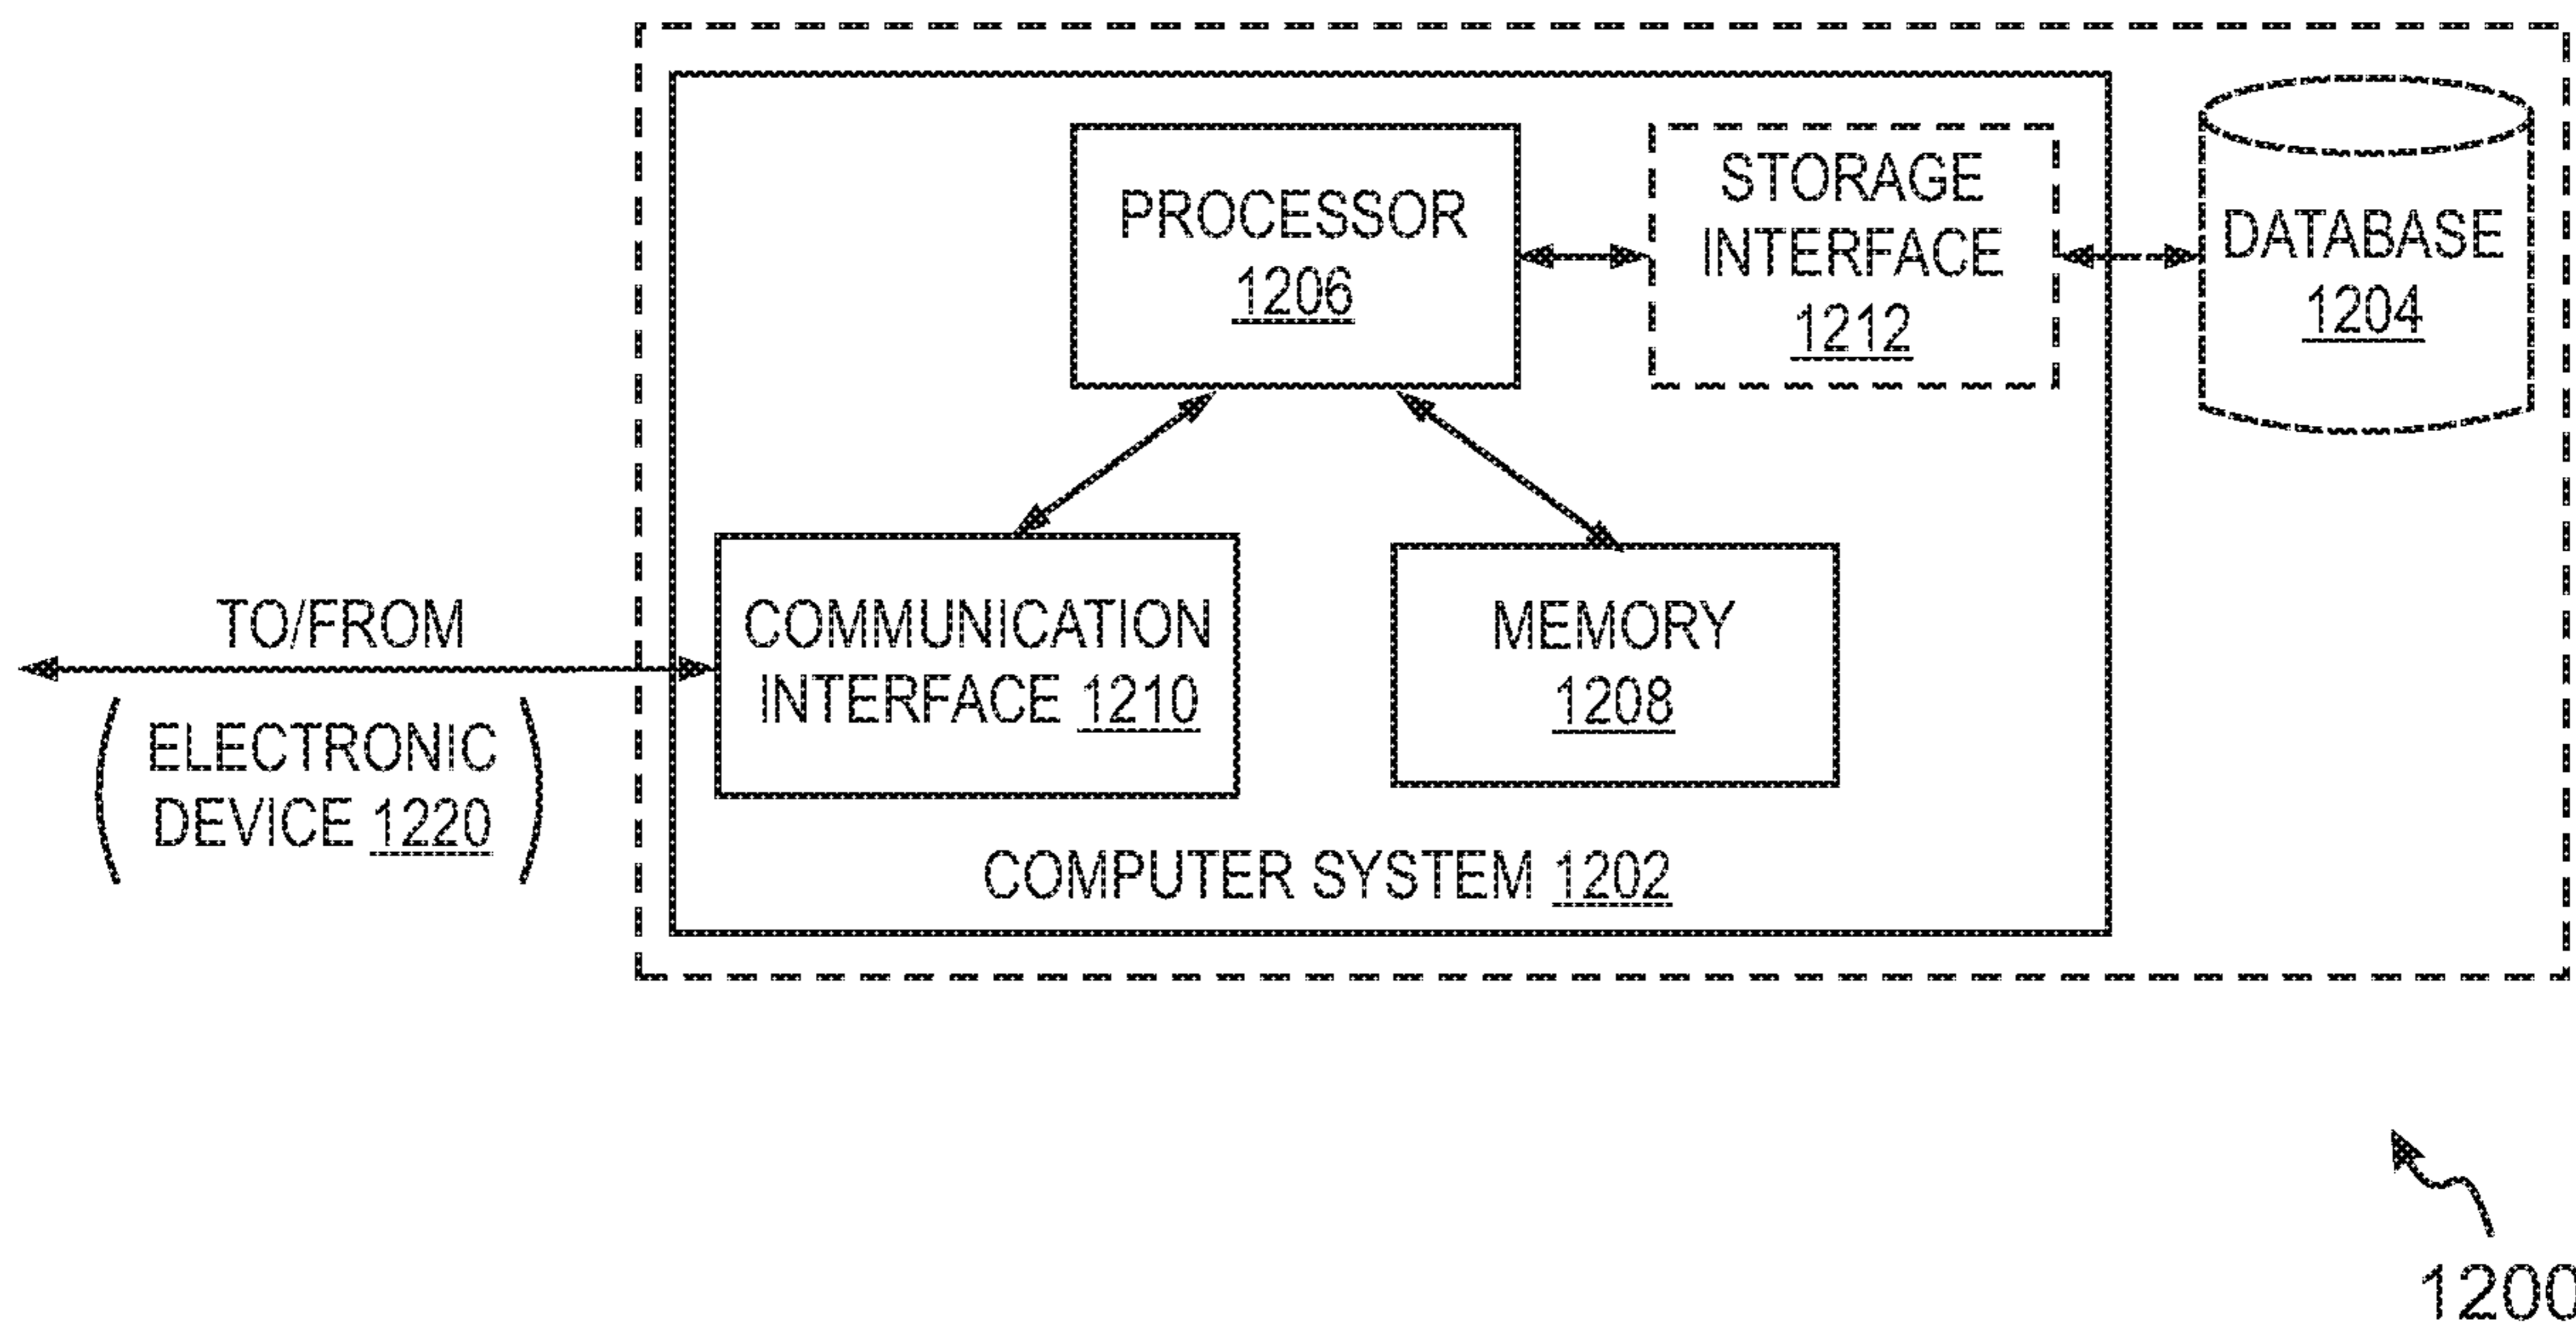 PROCESSOR
1206
STORAGE
INTERFACE
1212
DATABASE
1204
TO/FROM
ELECTRONIC
DEVICE 1220
COMMUNICATION
INTERFACE 1210
MEMORY
1208
COMPUTER SYSTEM 1202
1200